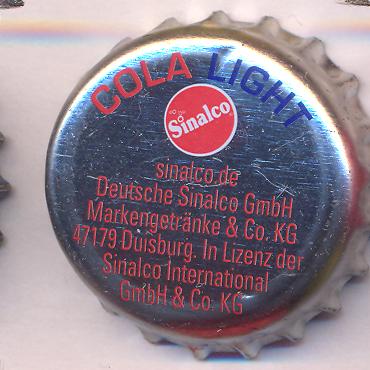 COLA LIGHT
Sinalco
sinalco.de
Deutsche Sinalco GmbH
Markengetränke & Co. KG
47179 Duisburg. In Lizenz der
Sinalco International
GmbH & Co. KG